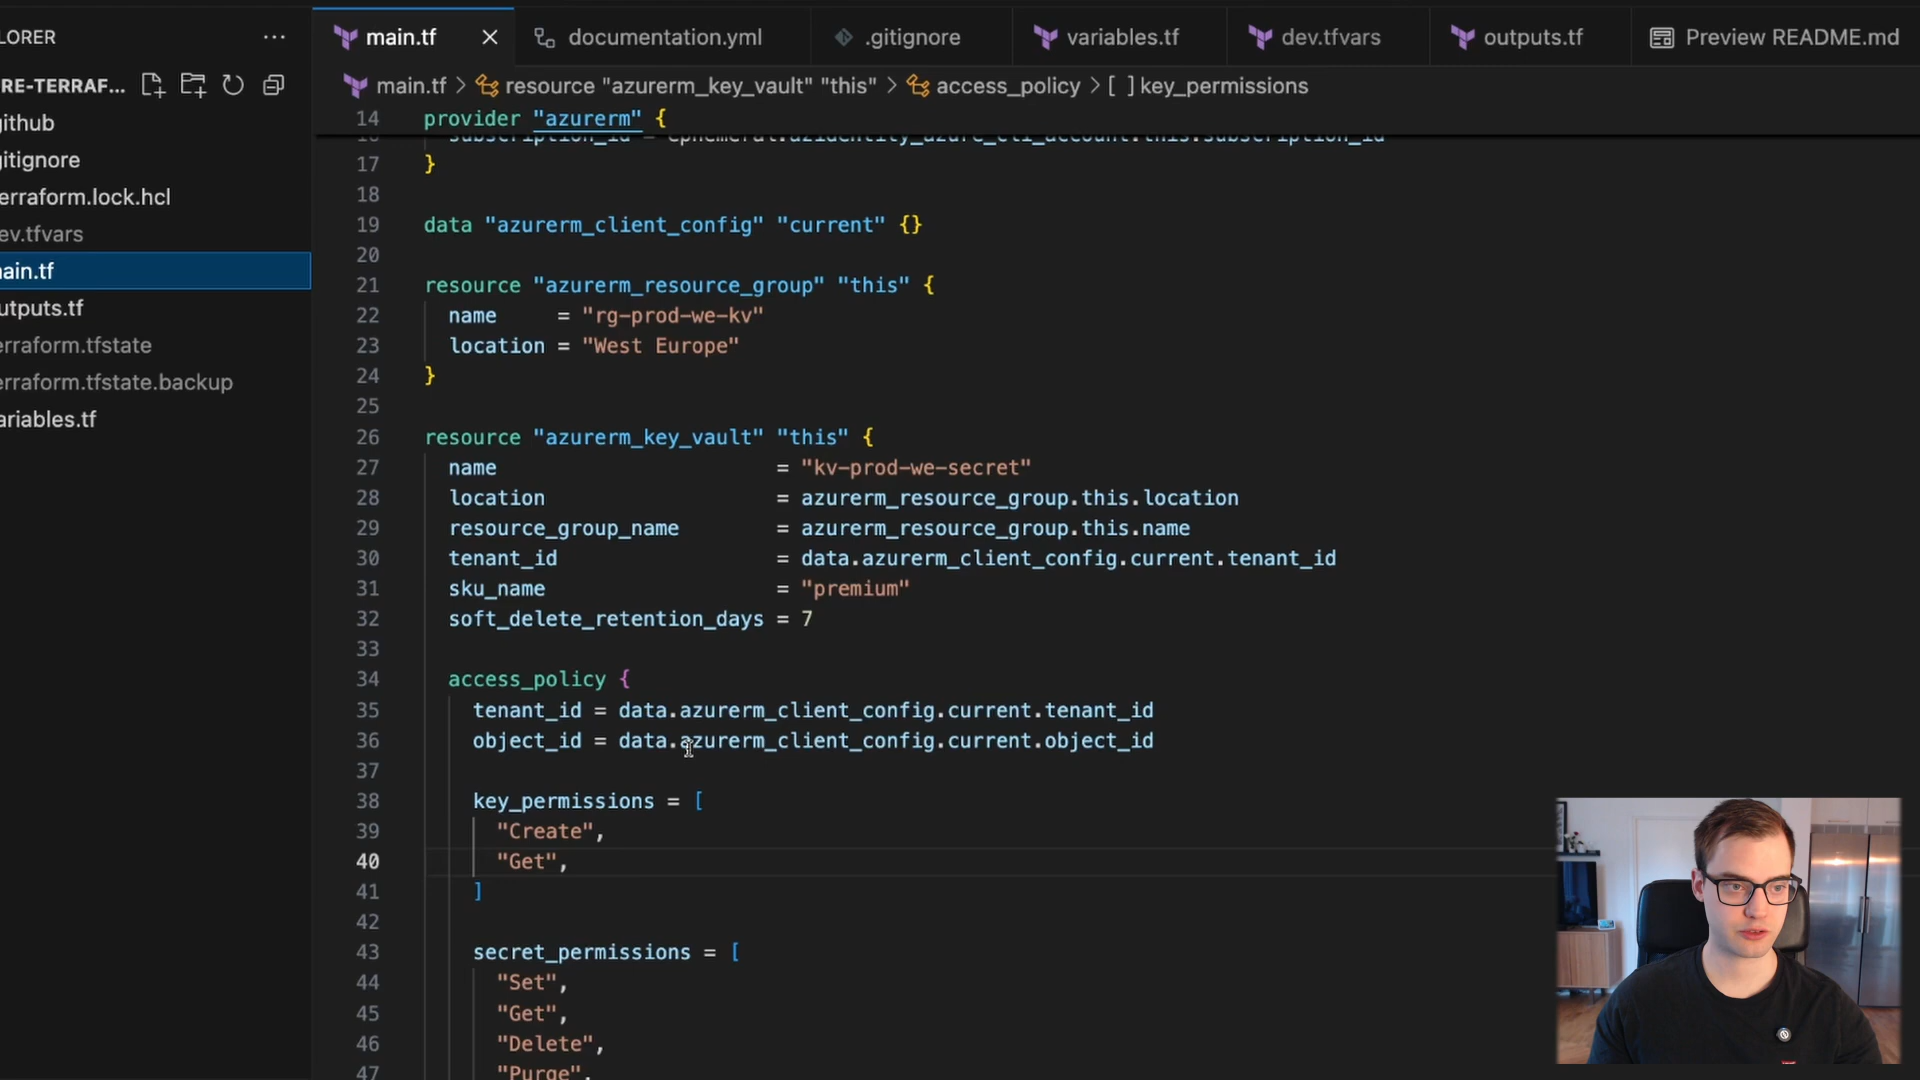 LORER
main.tf
documentation.yml
.gitignore
variables.tf
dev.tfvars
outputs.tf
Preview README.md
RE-TERRAF...
main.tf > resource "azurerm_key_vault" "this" > access_policy > [ ] key_permissions
ithub
gitignore
erraform.lock.hcl
ev.tfvars
ain.tf
utputs.tf
erraform.tfstate
erraform.tfstate.backup
ariables.tf
14 provider "azurerm" {
16 subscription_id = ephemeral.azidentity_azure_cli_account.this.subscription_id
17 }
18
19 data "azurerm_client_config" "current" {}
20
21 resource "azurerm_resource_group" "this" {
22 name = "rg-prod-we-kv"
23 location = "West Europe"
24 }
25
26 resource "azurerm_key_vault" "this" {
27 name = "kv-prod-we-secret"
28 location = azurerm_resource_group.this.location
29 resource_group_name = azurerm_resource_group.this.name
30 tenant_id = data.azurerm_client_config.current.tenant_id
31 sku_name = "premium"
32 soft_delete_retention_days = 7
33
34 access_policy {
35 tenant_id = data.azurerm_client_config.current.tenant_id
36 object_id = data.azurerm_client_config.current.object_id
37
38 key_permissions = [
39 "Create",
40 "Get",
41 ]
42
43 secret_permissions = [
44 "Set",
45 "Get",
46 "Delete",
47 "Purge",